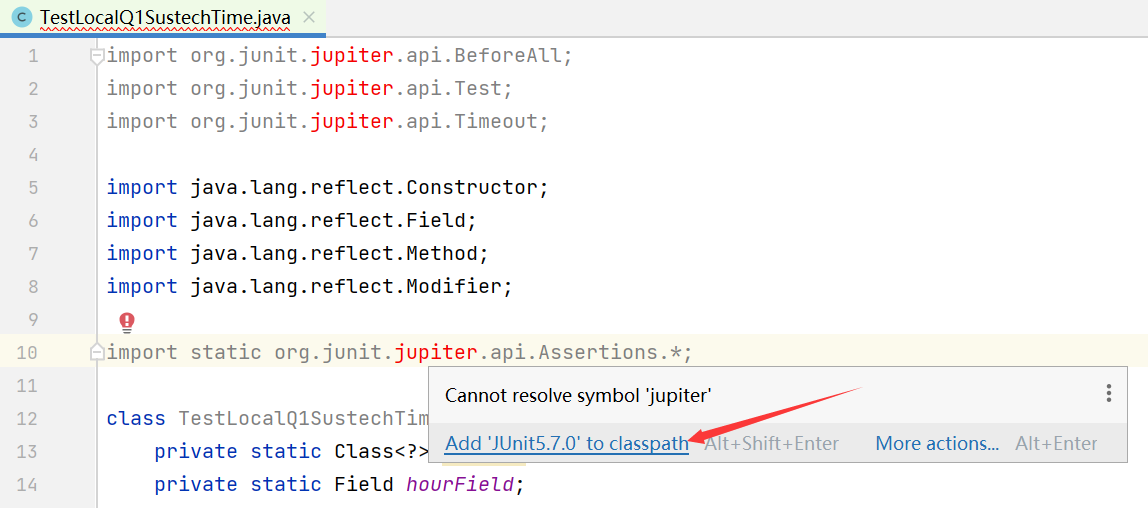 C TestLocalQ1SustechTime.java ×
1 import org.junit.jupiter.api.BeforeAll;
2 import org.junit.jupiter.api.Test;
3 import org.junit.jupiter.api.Timeout;
4
5 import java.lang.reflect.Constructor;
6 import java.lang.reflect.Field;
7 import java.lang.reflect.Method;
8 import java.lang.reflect.Modifier;
9
10 import static org.junit.jupiter.api.Assertions.*;
11
Cannot resolve symbol 'jupiter'
12 class TestLocalQ1SustechTim
Add 'JUnit5.7.0' to classpath Alt+Shift+Enter More actions... Alt+Enter
13 private static Class<?>
14 private static Field hourField;